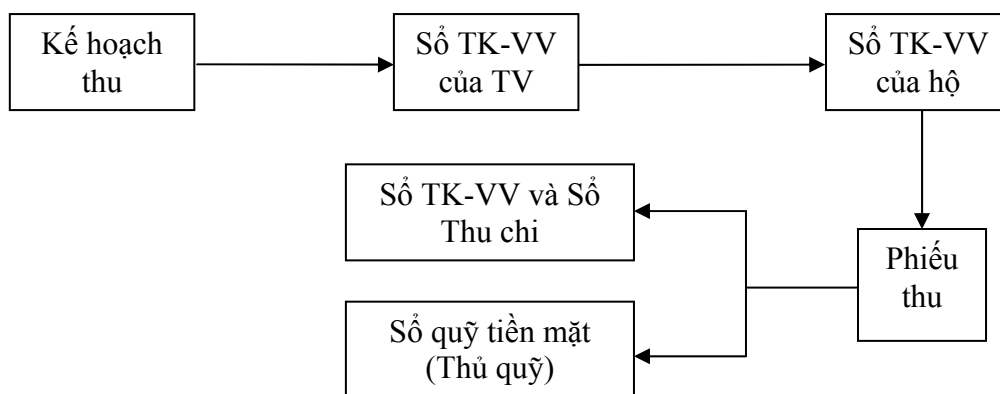 Kế hoạch
thu
Sổ TK-VV
của TV
Sổ TK-VV
của hộ
Sổ TK-VV và Sổ
Thu chi
Phiếu
thu
Sổ quỹ tiền mặt
(Thủ quỹ)